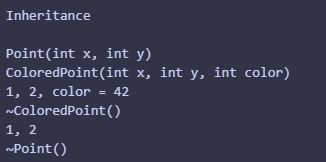 Inheritance

Point(int x, int y)
ColoredPoint(int x, int y, int color)
1, 2, color = 42
~ColoredPoint()
1, 2
~Point()